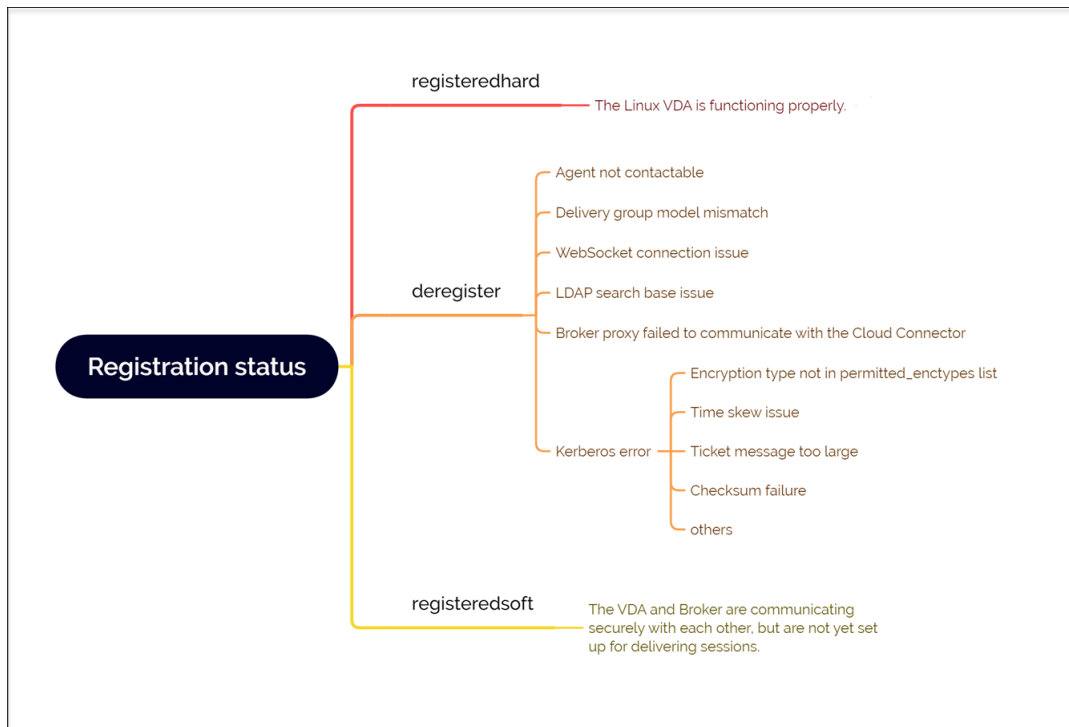 registeredhard
The Linux VDA is functioning properly.
Agent not contactable
Delivery group model mismatch
WebSocket connection issue
deregister
LDAP search base issue
Broker proxy failed to communicate with the Cloud Connector
Registration status
Encryption type not in permitted_enctypes list
Time skew issue
Kerberos error
Ticket message too large
Checksum failure
others
registeredsoft
The VDA and Broker are communicating
securely with each other, but are not yet set
up for delivering sessions.